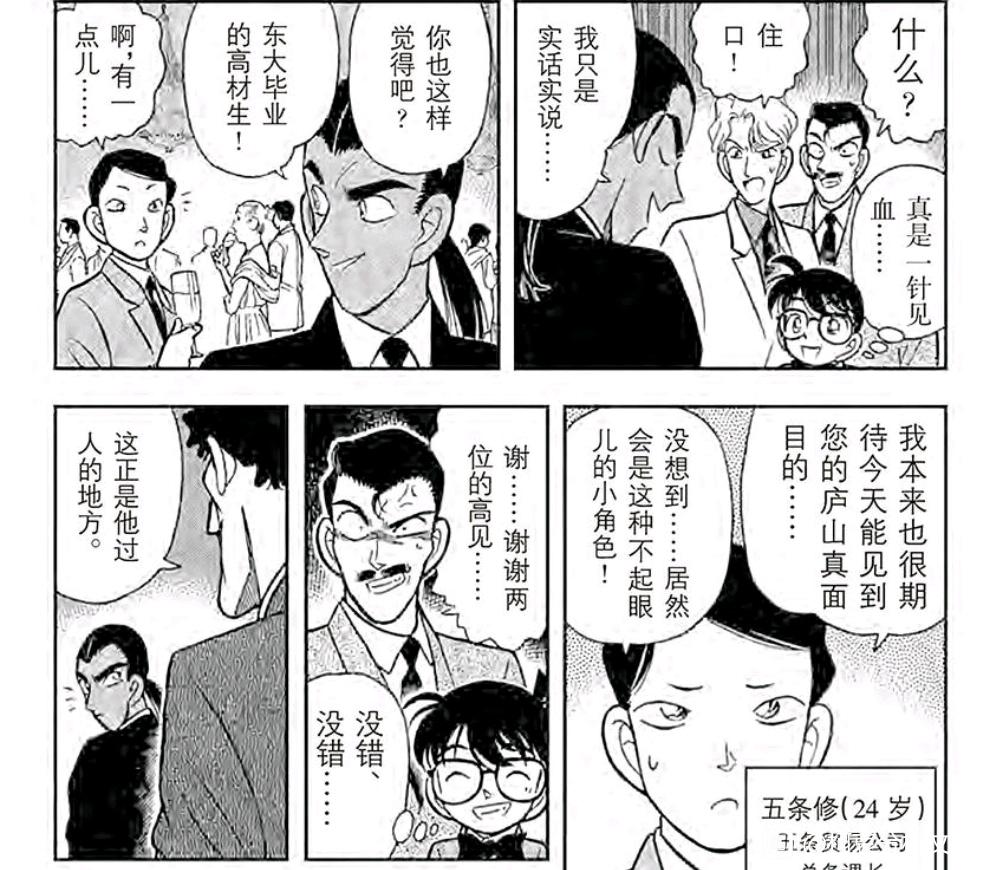 什么?
住
口!
真是一针见
血……
我只是
实话实说……
你也这样
觉得吧?
东大毕业
的高材生!
啊,有一
点儿……
我本来也很期
待今天能见到
您的庐山真面
目的……
没想到……居然
会是这种不起眼
儿的小角色!
五条修(24 岁)
谢……谢谢两
位的高见……
没错、
没错……
这正是他过
人的地方。